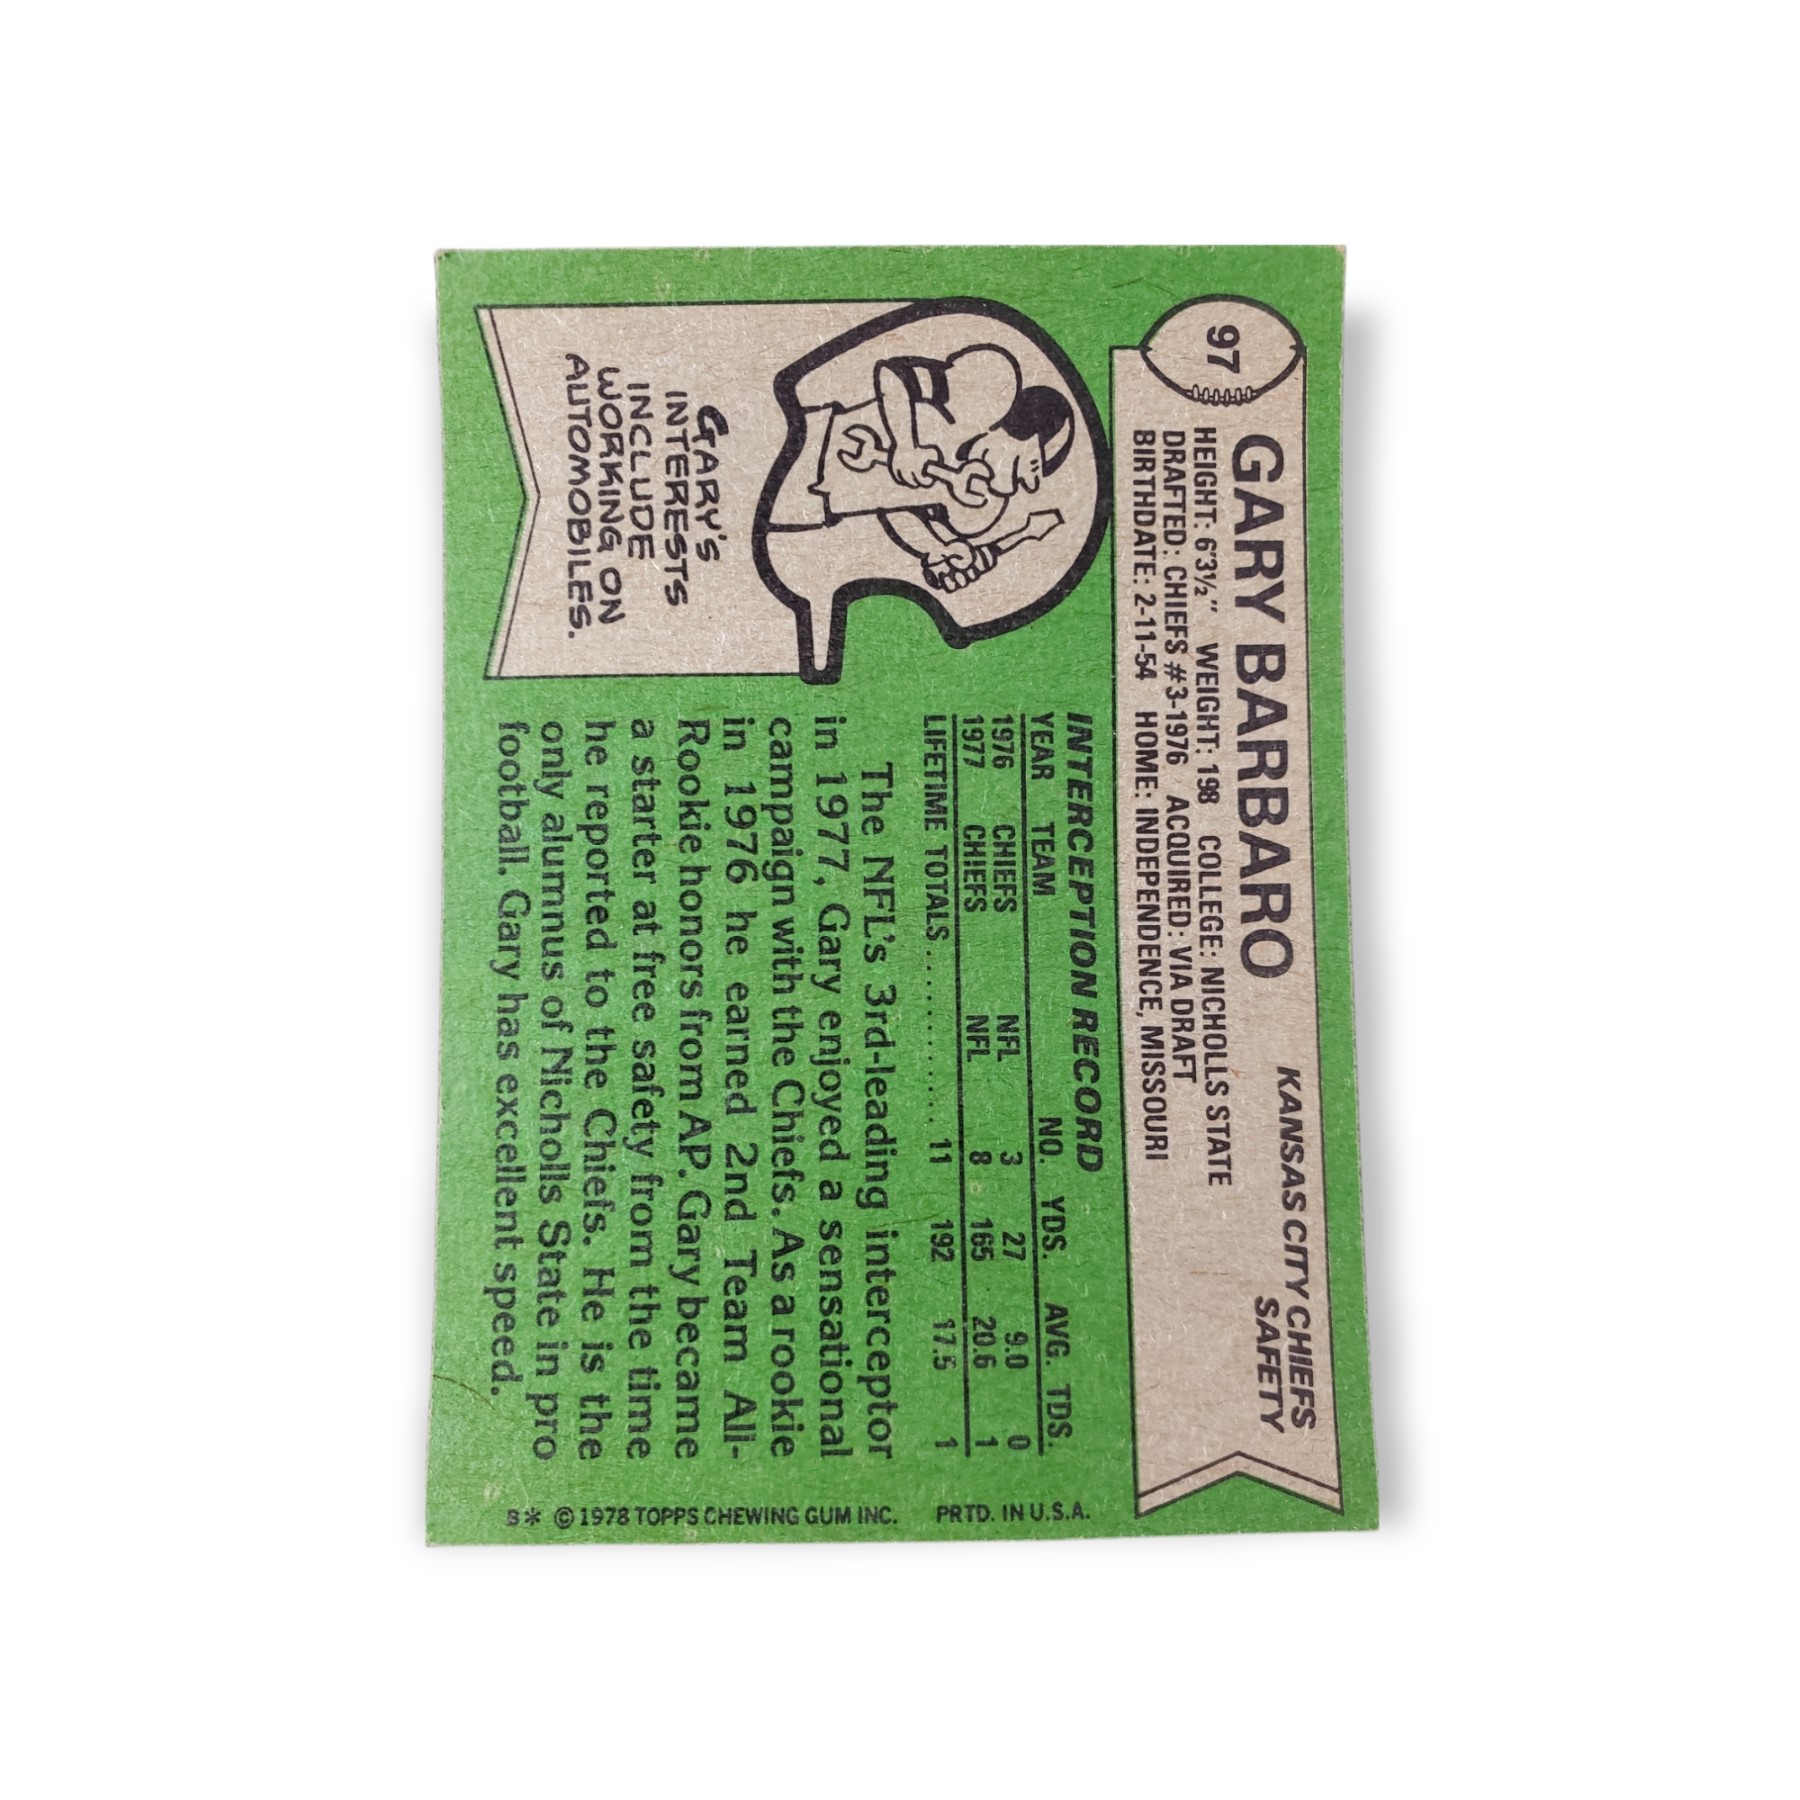 97
GARY BARBARO
KANSAS CITY CHIEFS
SAFETY
HEIGHT: 6'3½" WEIGHT: 198 COLLEGE: NICHOLLS STATE
DRAFTED: CHIEFS #3-1976 ACQUIRED: VIA DRAFT
BIRTHDATE: 2-11-54 HOME: INDEPENDENCE, MISSOURI
GARY'S
INTERESTS
INCLUDE
WORKING ON
AUTOMOBILES.
INTERCEPTION RECORD
YEAR TEAM NO. YDS. AVG. TDS.
1976 CHIEFS NFL 3 27 9.0 0
1977 CHIEFS NFL 8 165 20.6 1
LIFETIME TOTALS............ 11 192 17.5 1
The NFL's 3rd-leading interceptor
in 1977, Gary enjoyed a sensational
campaign with the Chiefs. As a rookie
in 1976 he earned 2nd Team All-
Rookie honors from AP. Gary became
a starter at free safety from the time
he reported to the Chiefs. He is the
only alumnus of Nicholls State in pro
football. Gary has excellent speed.
B* © 1978 TOPPS CHEWING GUM INC. PRTD. IN U.S.A.